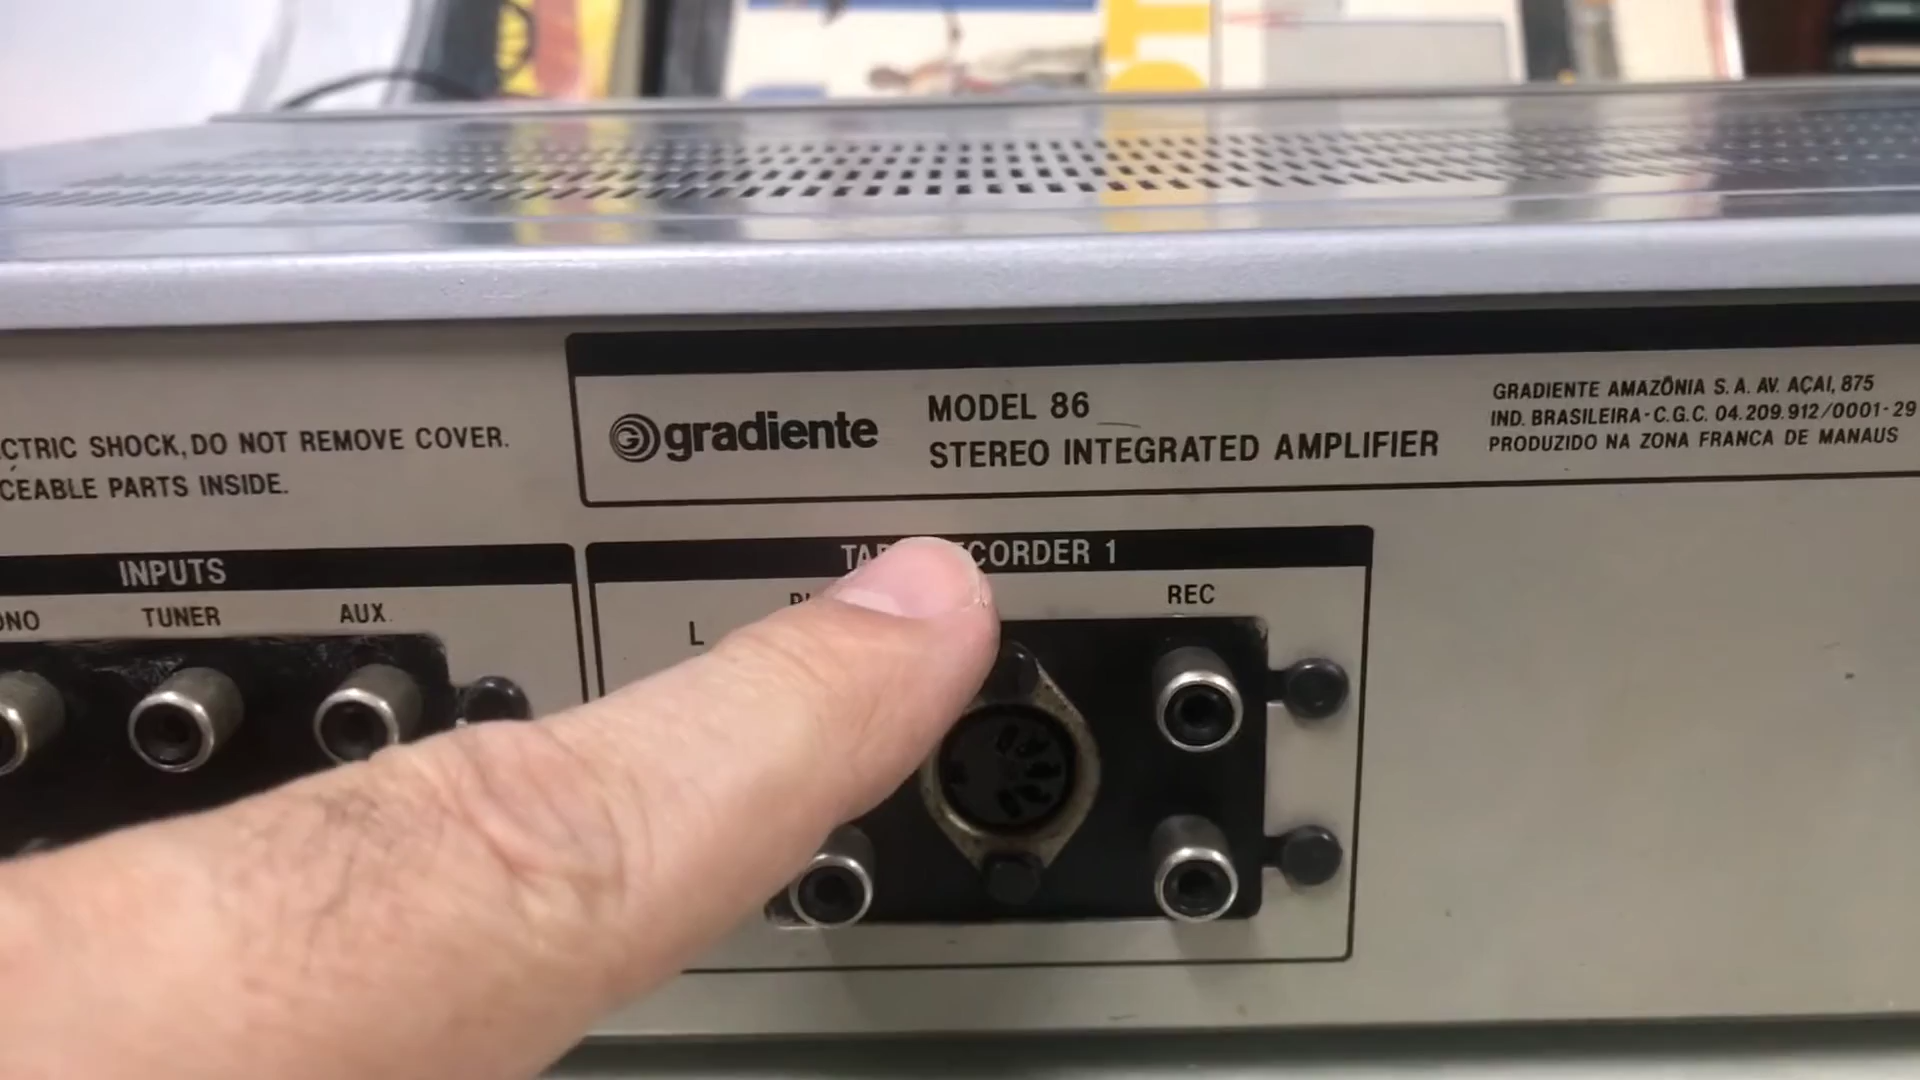 CTRIC SHOCK, DO NOT REMOVE COVER.
CEABLE PARTS INSIDE.
gradiente
MODEL 86
STEREO INTEGRATED AMPLIFIER
GRADIENTE AMAZÔNIA S. A. AV. AÇAI, 875
IND. BRASILEIRA - C.G.C. 04.209.912/0001-29
PRODUZIDO NA ZONA FRANCA DE MANAUS
INPUTS
ONO TUNER AUX.
CORDER 1
REC
L